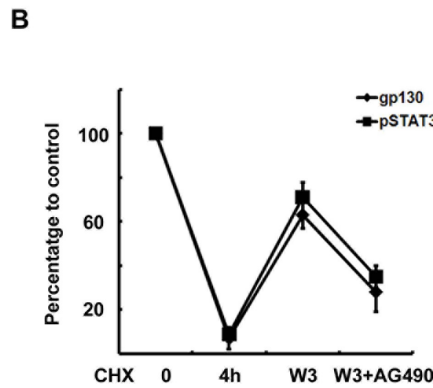 B
gp130
pSTAT3
100
60
20
Percentatge to control
CHX 0 4h W3 W3+AG490